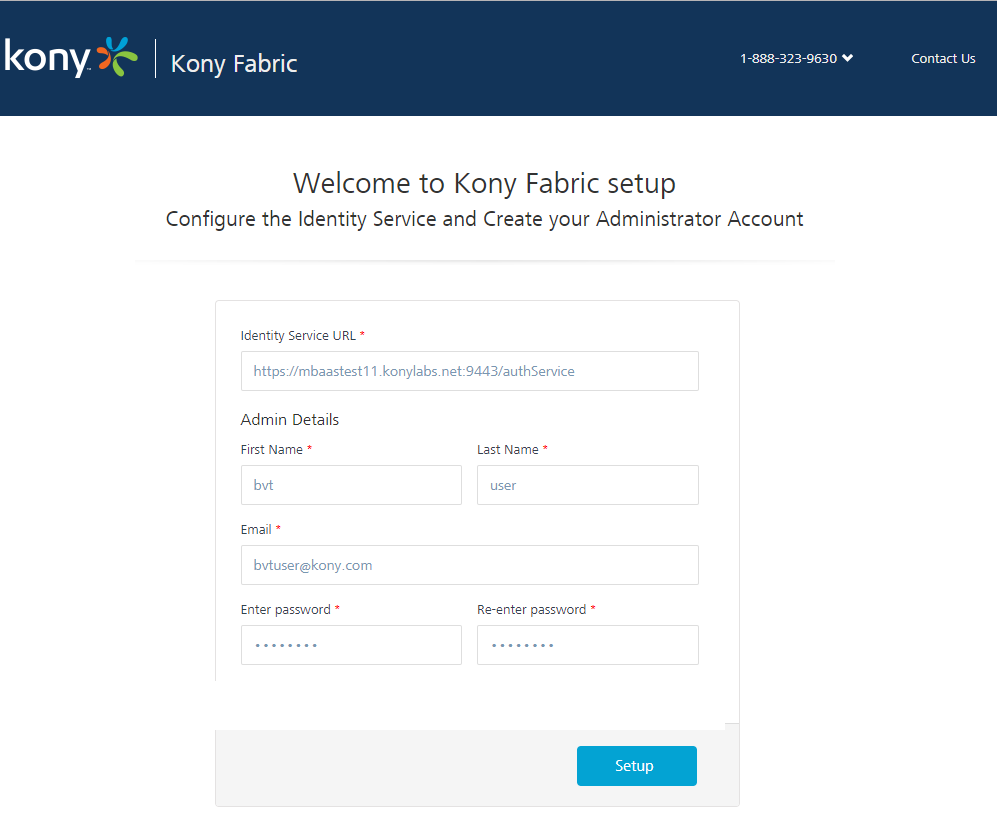 kony Kony Fabric 1-888-323-9630 Contact Us
Welcome to Kony Fabric setup
Configure the Identity Service and Create your Administrator Account
Identity Service URL *
https://mbaastest11.konylabs.net:9443/authService
Admin Details
First Name * Last Name *
bvt user
Email *
bvtuser@kony.com
Enter password * Re-enter password *
•••••••• ••••••••
Setup